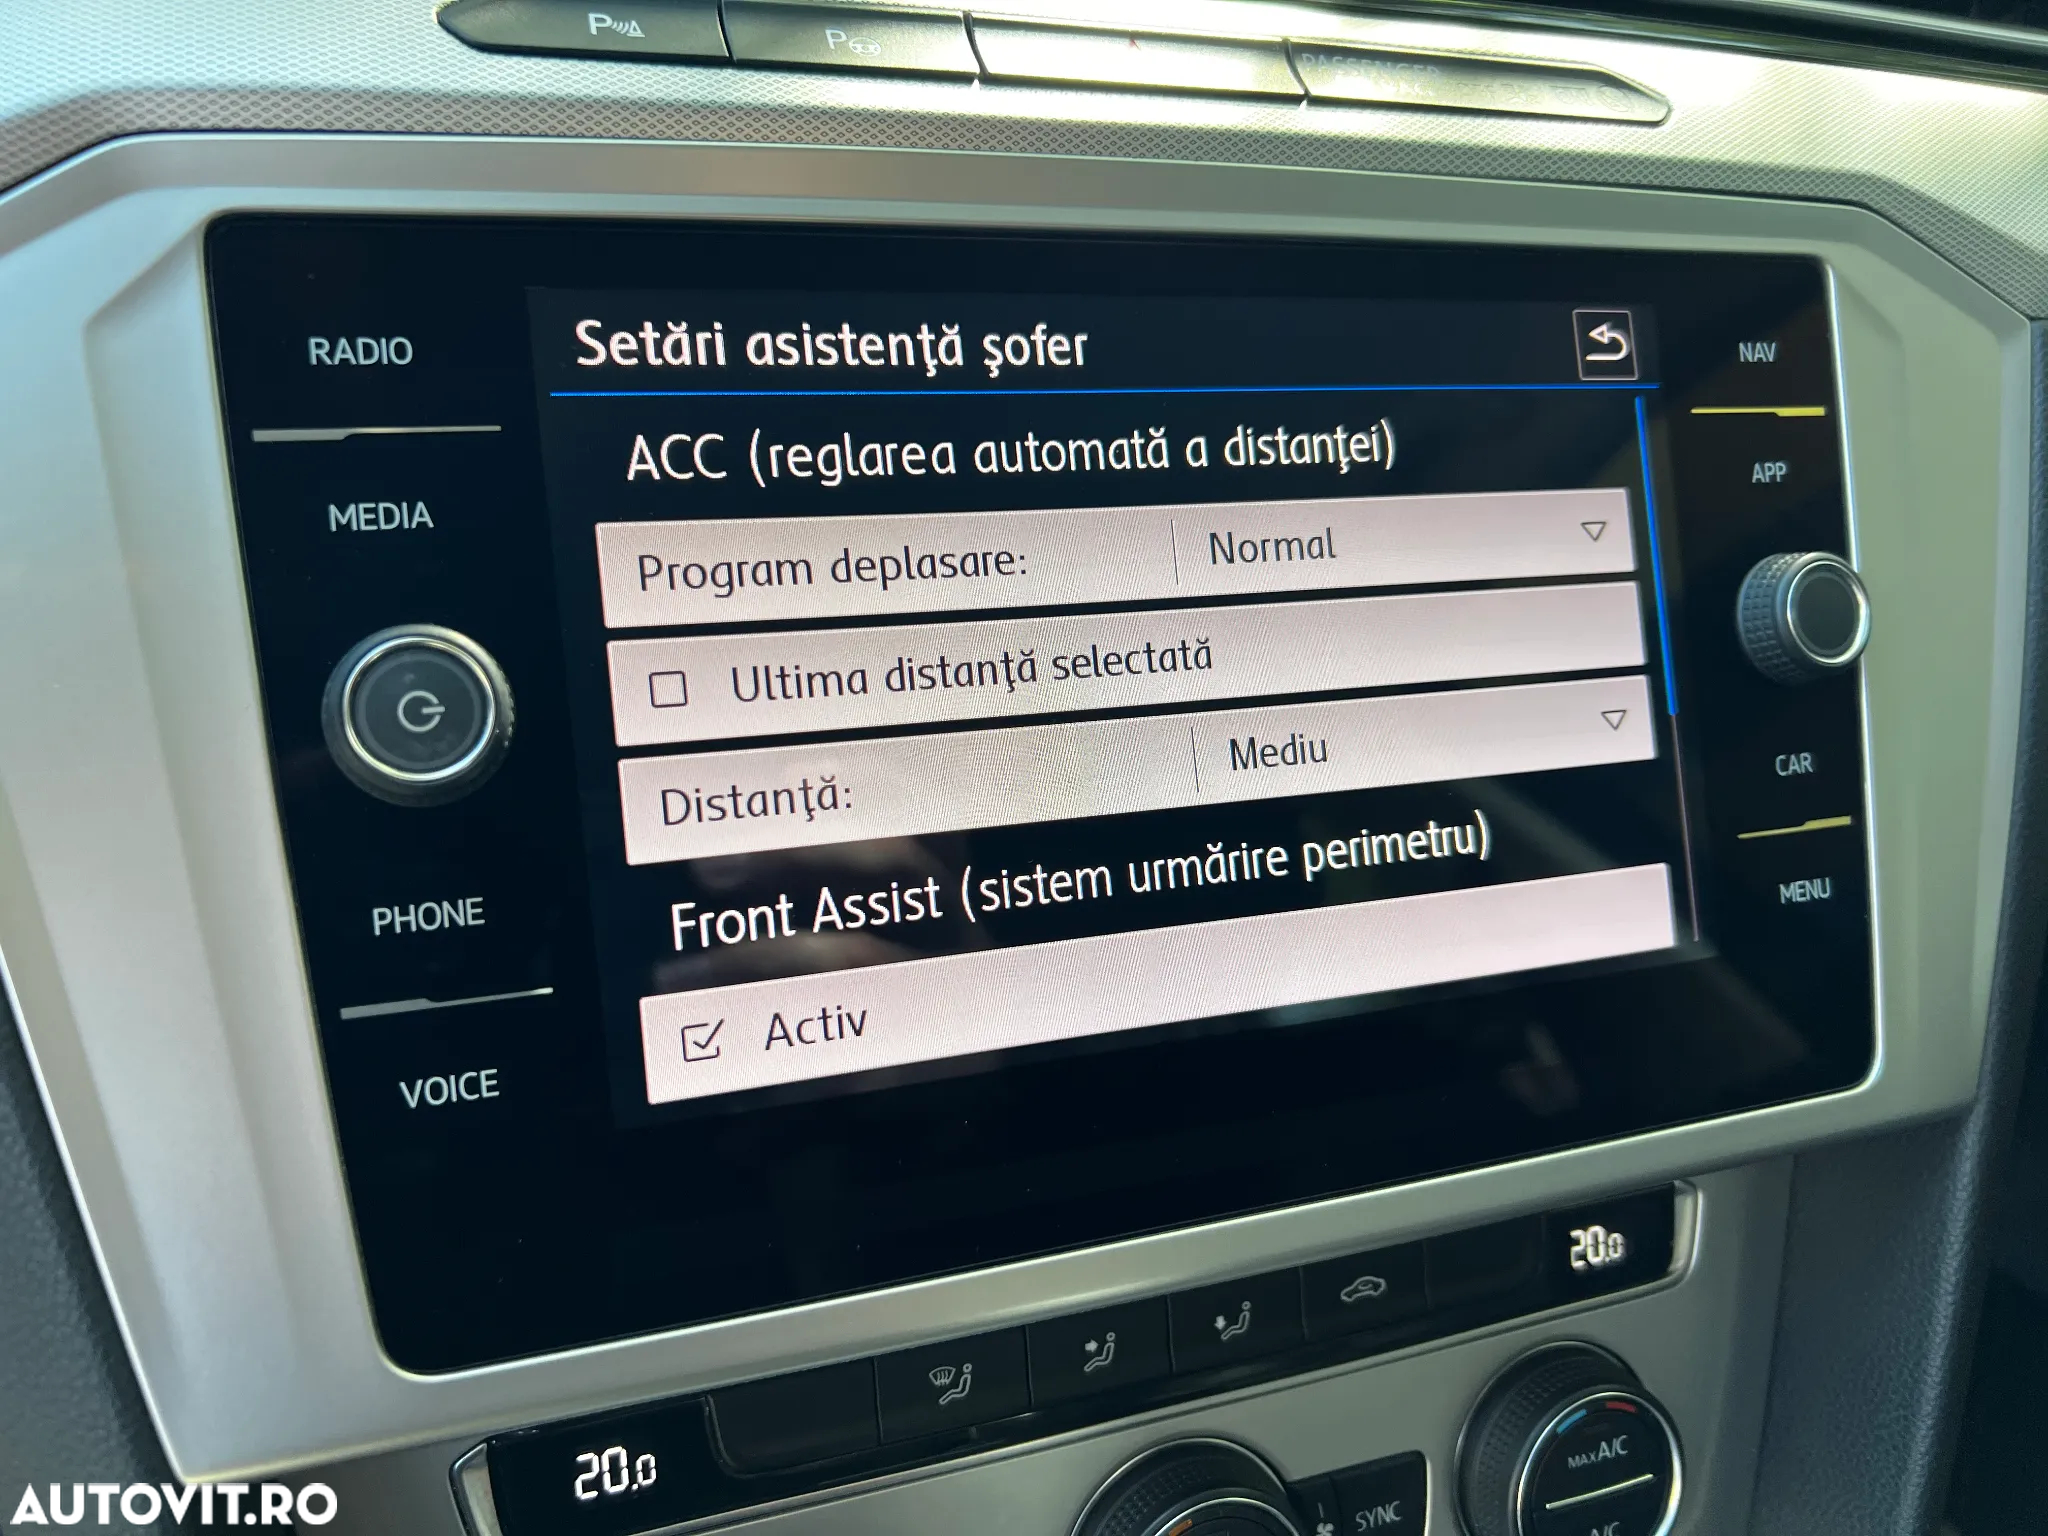 P
P
PASSENGER
RADIO
MEDIA
PHONE
VOICE
Setări asistenţă şofer
ACC (reglarea automată a distanţei)
Program deplasare: Normal
Ultima distanţă selectată
Distanţă: Mediu
Front Assist (sistem urmărire perimetru)
Activ
NAV
APP
CAR
MENU
20.0
20.0
MAX A/C
A/C
SYNC
AUTOVIT.RO